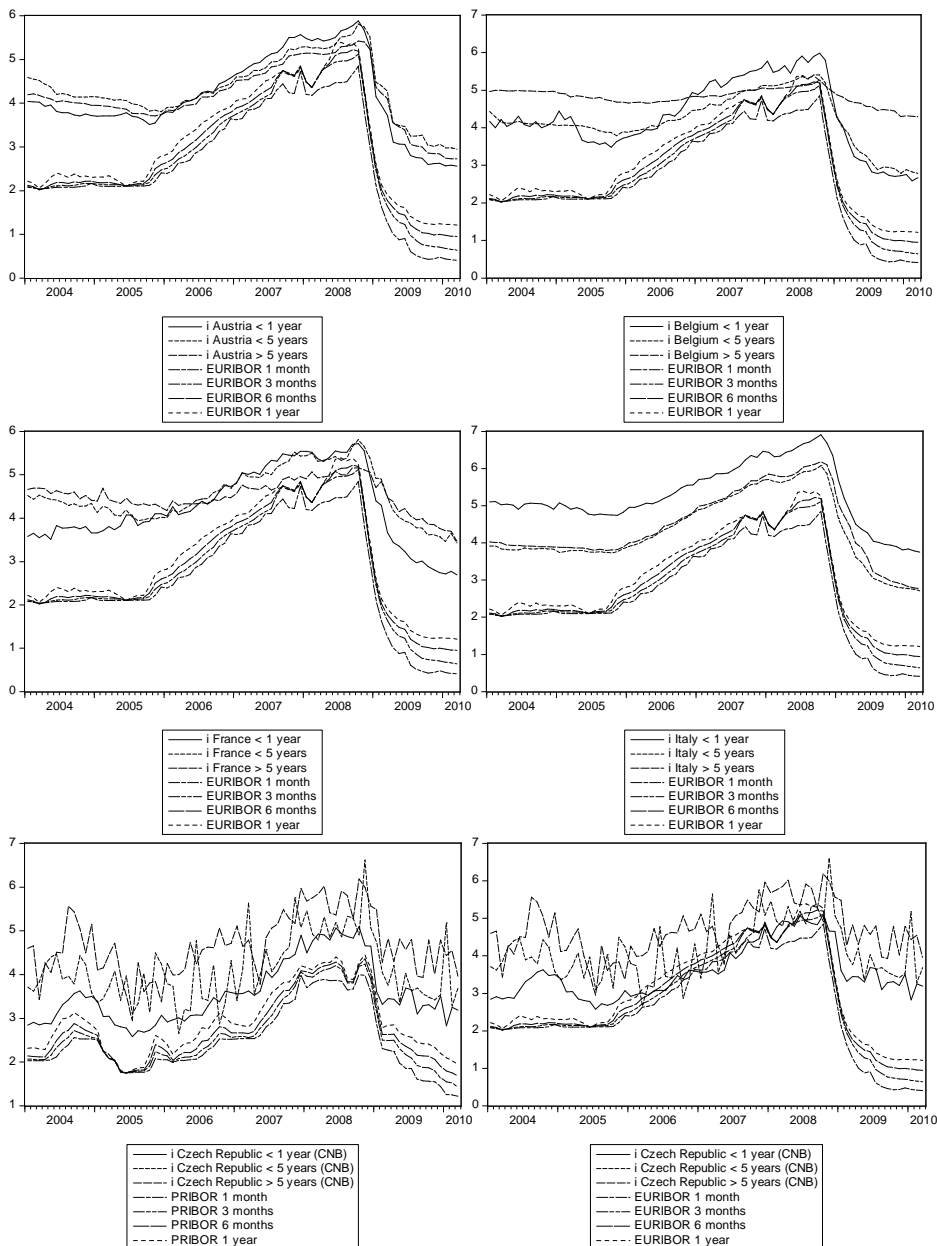 6
5
4
3
2
1
0
2004 2005 2006 2007 2008 2009 2010
i Austria < 1 year
i Austria < 5 years
i Austria > 5 years
EURIBOR 1 month
EURIBOR 3 months
EURIBOR 6 months
EURIBOR 1 year
7
6
5
4
3
2
1
0
2004 2005 2006 2007 2008 2009 2010
i Belgium < 1 year
i Belgium < 5 years
i Belgium > 5 years
EURIBOR 1 month
EURIBOR 3 months
EURIBOR 6 months
EURIBOR 1 year
6
5
4
3
2
1
0
2004 2005 2006 2007 2008 2009 2010
i France < 1 year
i France < 5 years
i France > 5 years
EURIBOR 1 month
EURIBOR 3 months
EURIBOR 6 months
EURIBOR 1 year
7
6
5
4
3
2
1
0
2004 2005 2006 2007 2008 2009 2010
i Italy < 1 year
i Italy < 5 years
i Italy > 5 years
EURIBOR 1 month
EURIBOR 3 months
EURIBOR 6 months
EURIBOR 1 year
7
6
5
4
3
2
1
2004 2005 2006 2007 2008 2009 2010
i Czech Republic < 1 year (CNB)
i Czech Republic < 5 years (CNB)
i Czech Republic > 5 years (CNB)
PRIBOR 1 month
PRIBOR 3 months
PRIBOR 6 months
PRIBOR 1 year
7
6
5
4
3
2
1
0
2004 2005 2006 2007 2008 2009 2010
i Czech Republic < 1 year (CNB)
i Czech Republic < 5 years (CNB)
i Czech Republic > 5 years (CNB)
EURIBOR 1 month
EURIBOR 3 months
EURIBOR 6 months
EURIBOR 1 year